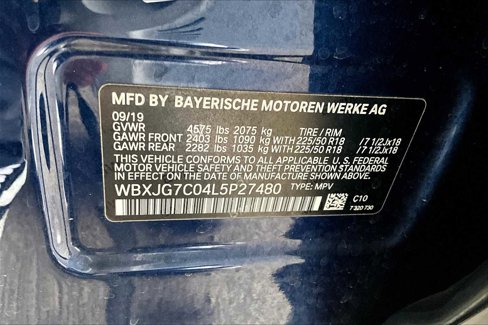 MFD BY BAYERISCHE MOTOREN WERKE AG
09/19
GVWR 4575 lbs 2075 kg TIRE / RIM
GAWR FRONT 2403 lbs 1090 kg WITH 225/50 R18 / 7 1/2Jx18
GAWR REAR 2282 lbs 1035 kg WITH 225/50 R18 / 7 1/2Jx18
THIS VEHICLE CONFORMS TO ALL APPLICABLE U.S. FEDERAL
MOTOR VEHICLE SAFETY AND THEFT PREVENTION STANDARDS
IN EFFECT ON THE DATE OF MANUFACTURE SHOWN ABOVE.
WBXJG7C04L5P27480 TYPE: MPV
C10
7 320 730